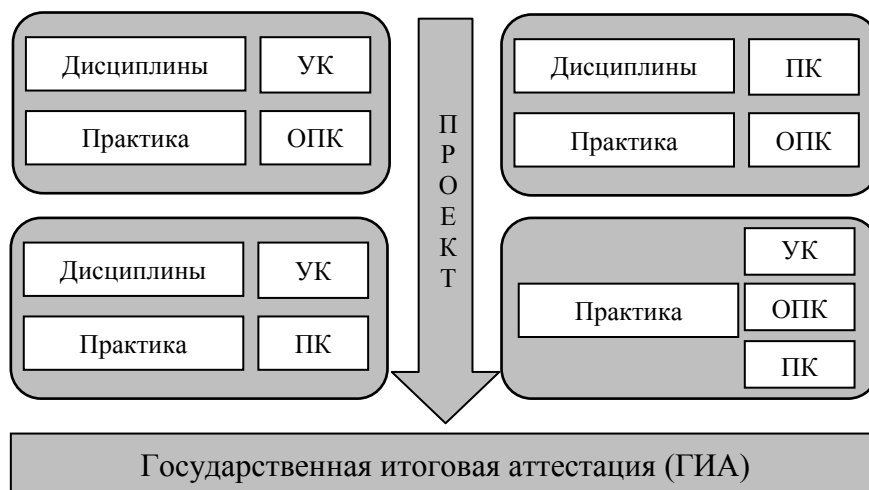 Дисциплины УК
Практика ОПК
Дисциплины ПК
Практика ОПК
П
Р
О
Е
К
Т
Дисциплины УК
Практика ПК
УК
Практика ОПК
ПК
Государственная итоговая аттестация (ГИА)